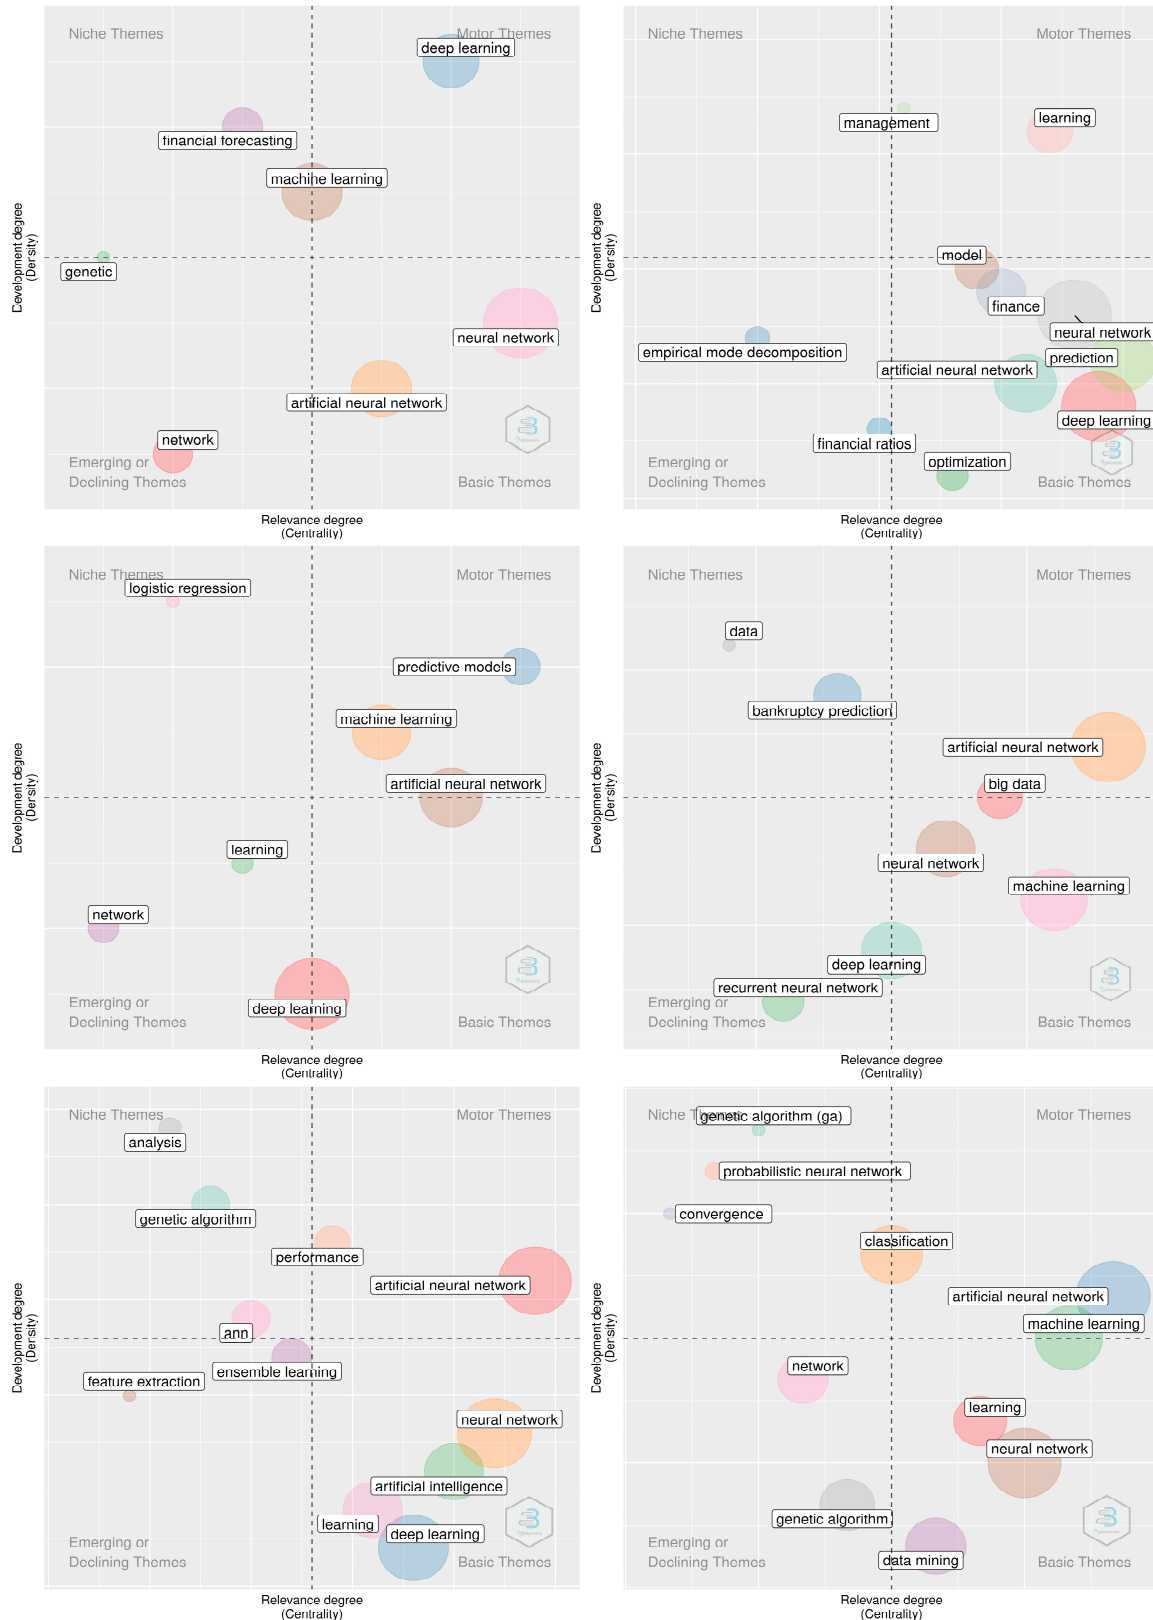 Niche Themes
Motor Themes
deep learning
financial forecasting
machine learning
genetic
neural network
artificial neural network
network
Emerging or
Declining Themes
Basic Themes
Development degree
(Density)
Relevance degree
(Centrality)
Niche Themes
Motor Themes
management
learning
model
finance
neural network
empirical mode decomposition
prediction
artificial neural network
deep learning
financial ratios
optimization
Emerging or
Declining Themes
Basic Themes
Development degree
(Density)
Relevance degree
(Centrality)
Niche Themes
Motor Themes
logistic regression
predictive models
machine learning
artificial neural network
learning
network
deep learning
Emerging or
Declining Themes
Basic Themes
Development degree
(Density)
Relevance degree
(Centrality)
Niche Themes
Motor Themes
data
bankruptcy prediction
artificial neural network
big data
neural network
machine learning
deep learning
recurrent neural network
Emerging or
Declining Themes
Basic Themes
Development degree
(Density)
Relevance degree
(Centrality)
Niche Themes
Motor Themes
analysis
genetic algorithm
performance
artificial neural network
ann
ensemble learning
feature extraction
neural network
artificial intelligence
learning
deep learning
Emerging or
Declining Themes
Basic Themes
Development degree
(Density)
Relevance degree
(Centrality)
Niche Themes
Motor Themes
genetic algorithm (ga)
probabilistic neural network
convergence
classification
artificial neural network
machine learning
network
learning
neural network
genetic algorithm
data mining
Emerging or
Declining Themes
Basic Themes
Development degree
(Density)
Relevance degree
(Centrality)